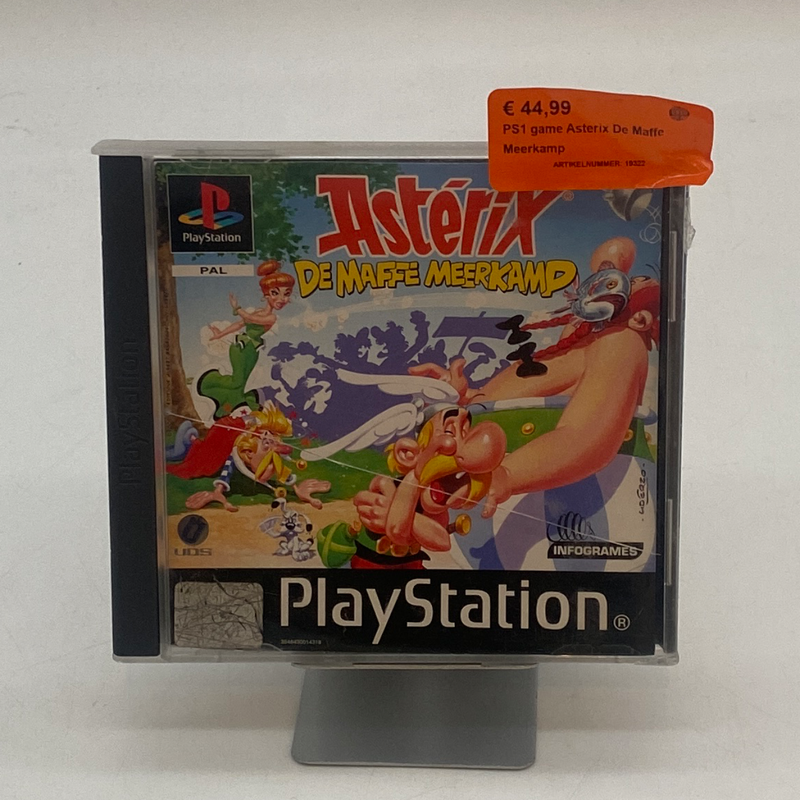 € 44,99
PS1 game Asterix De Maffe
Meerkamp
ARTIKELNUMMER: 19322
PlayStation
PAL
Astérix
DE MAFFE MEERKAMP
PlayStation
UDS
INFOGRAMES
PlayStation®